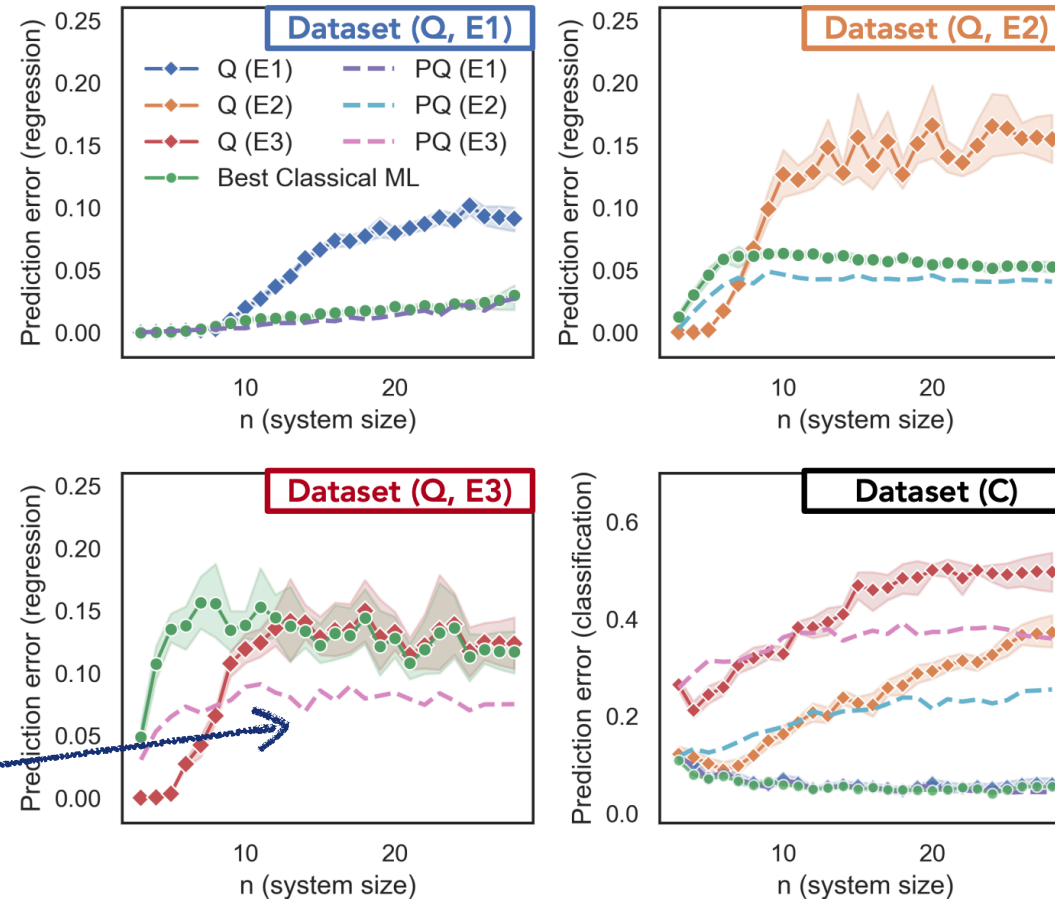 Dataset (Q, E1)
Prediction error (regression)
0.25
0.20
0.15
0.10
0.05
0.00
Q (E1)
PQ (E1)
Q (E2)
PQ (E2)
Q (E3)
PQ (E3)
Best Classical ML
10
20
n (system size)
Dataset (Q, E2)
Prediction error (regression)
0.25
0.20
0.15
0.10
0.05
0.00
10
20
n (system size)
Dataset (Q, E3)
Prediction error (regression)
0.25
0.20
0.15
0.10
0.05
0.00
10
20
n (system size)
Dataset (C)
Prediction error (classification)
0.6
0.4
0.2
0.0
10
20
n (system size)